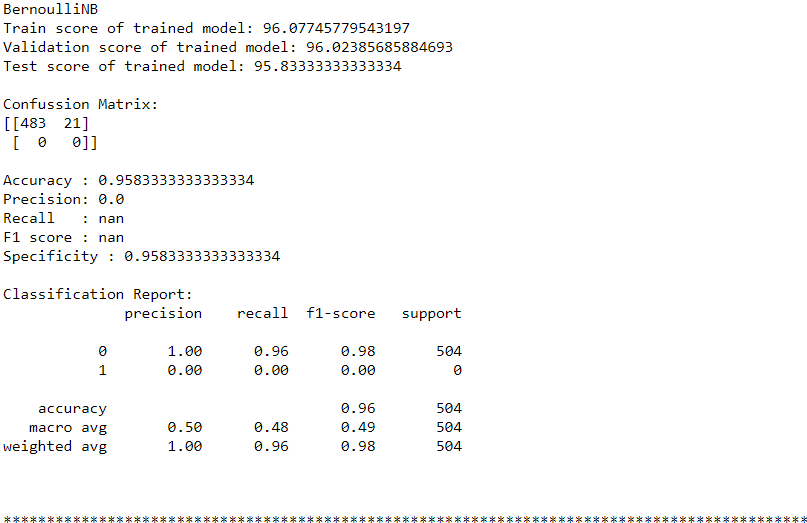 BernoulliNB
Train score of trained model: 96.07745779543197
Validation score of trained model: 96.02385685884693
Test score of trained model: 95.83333333333334

Confussion Matrix:
[[483  21]
 [  0   0]]

Accuracy : 0.9583333333333334
Precision: 0.0
Recall   : nan
F1 score : nan
Specificity : 0.9583333333333334

Classification Report:
              precision    recall  f1-score   support

           0       1.00      0.96      0.98       504
           1       0.00      0.00      0.00         0

    accuracy                           0.96       504
   macro avg       0.50      0.48      0.49       504
weighted avg       1.00      0.96      0.98       504

*********************************************************************************************